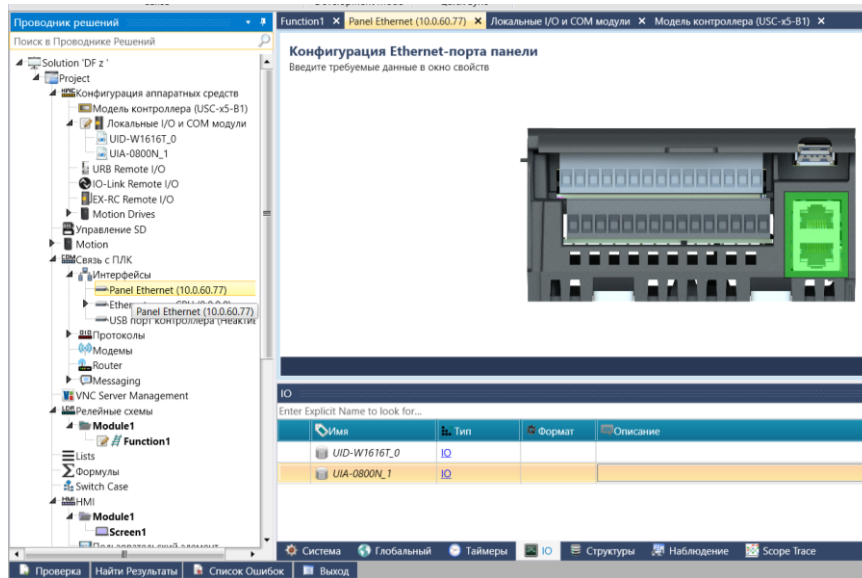 Проводник решений
Поиск в Проводнике Решений
Solution 'DF z '
Project
Конфигурация аппаратных средств
Модель контроллера (USC-x5-B1)
Локальные I/O и COM модули
UID-W1616T_0
UIA-0800N_1
URB Remote I/O
IO-Link Remote I/O
EX-RC Remote I/O
Motion Drives
Управление SD
Motion
Связь с ПЛК
Интерфейсы
Panel Ethernet (10.0.60.77)
Panel Ethernet (10.0.60.77)
USB порт контроллера (Неактив
Протоколы
Модемы
Router
Messaging
VNC Server Management
Релейные схемы
Module1
Function1
Lists
Формулы
Switch Case
HMI
Module1
Screen1
Function1 Panel Ethernet (10.0.60.77) Локальные I/O и COM модули Модель контроллера (USC-x5-B1)
Конфигурация Ethernet-порта панели
Введите требуемые данные в окно свойств
IO
Enter Explicit Name to look for...
Имя Тип Формат Описание
UID-W1616T_0 IO
UIA-0800N_1 IO
Система Глобальный Таймеры IO Структуры Наблюдение Scope Trace
Проверка Найти Результаты Список Ошибок Выход